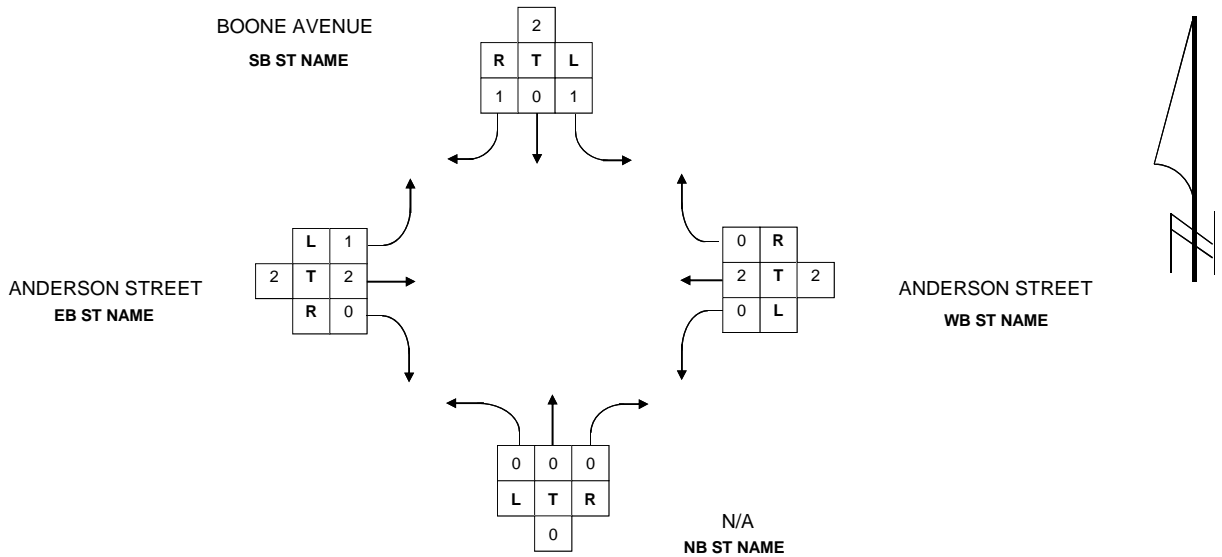 BOONE AVENUE
SB ST NAME
2
R T L
1 0 1
ANDERSON STREET
EB ST NAME
L 1
2 T 2
R 0
0 R
2 T 2
0 L
ANDERSON STREET
WB ST NAME
0 0 0
L T R
0
N/A
NB ST NAME
N